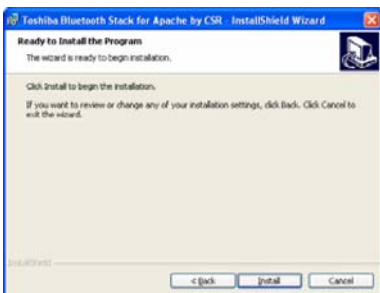 Toshiba Bluetooth Stack for Apache by CSR - InstallShield Wizard
Ready to Install the Program
The wizard is ready to begin installation.
Click Install to begin the installation.
If you want to review or change any of your installation settings, click Back. Click Cancel to
exit the wizard.
InstallShield
< Back
Install
Cancel